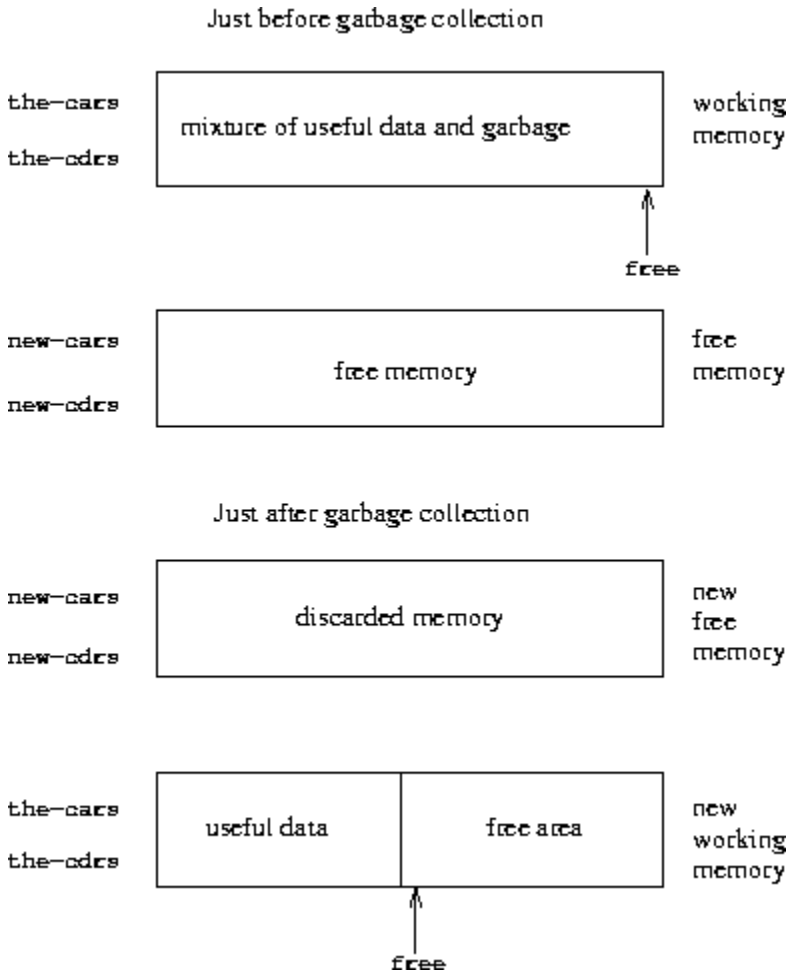 Just before garbage collection
the-cars
mixture of useful data and garbage
working
memory
the-cdrs
free
new-cars
free memory
free
memory
new-cdrs
Just after garbage collection
new-cars
discarded memory
new
free
memory
new-cdrs
the-cars
useful data
free area
new
working
memory
the-cdrs
free